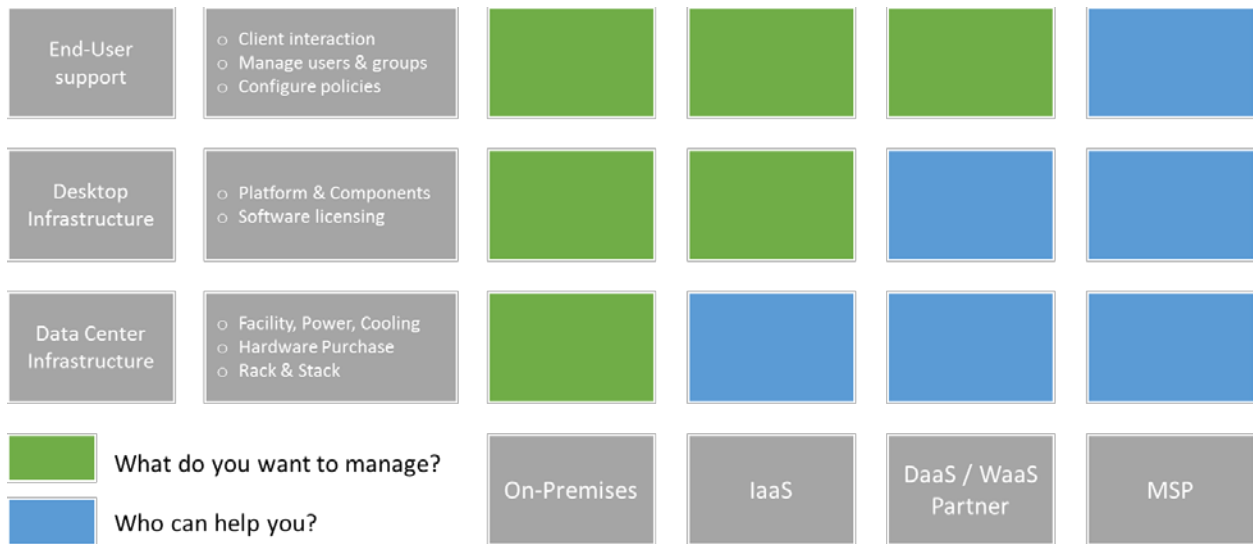 End-User
support
○ Client interaction
○ Manage users & groups
○ Configure policies
Desktop
Infrastructure
○ Platform & Components
○ Software licensing
Data Center
Infrastructure
○ Facility, Power, Cooling
○ Hardware Purchase
○ Rack & Stack
What do you want to manage?
Who can help you?
On-Premises
IaaS
DaaS / WaaS
Partner
MSP